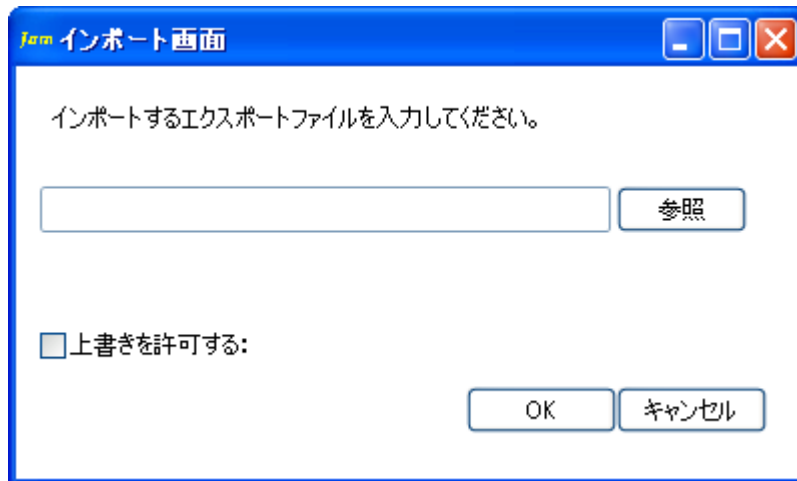 Jam インポート画面
インポートするエクスポートファイルを入力してください。
参照
上書きを許可する:
OK キャンセル